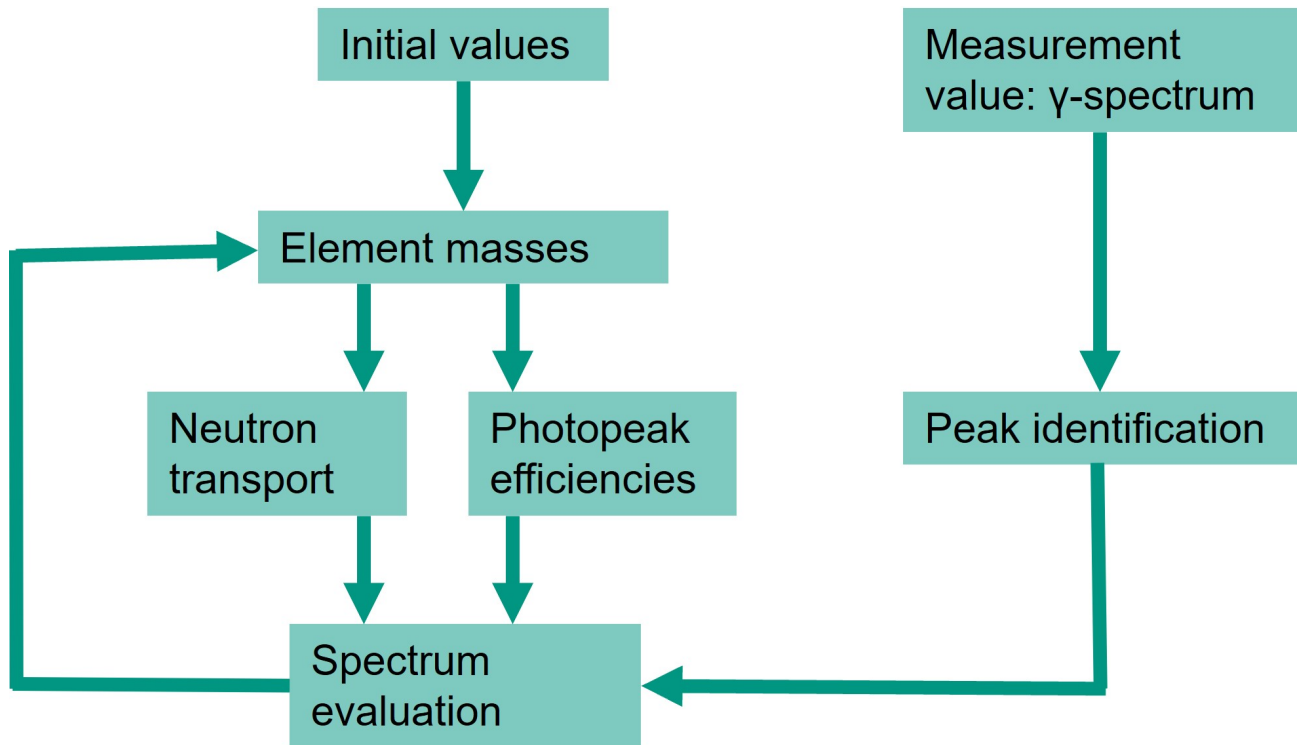 Initial values
Measurement
value: γ-spectrum
Element masses
Neutron
transport
Photopeak
efficiencies
Peak identification
Spectrum
evaluation